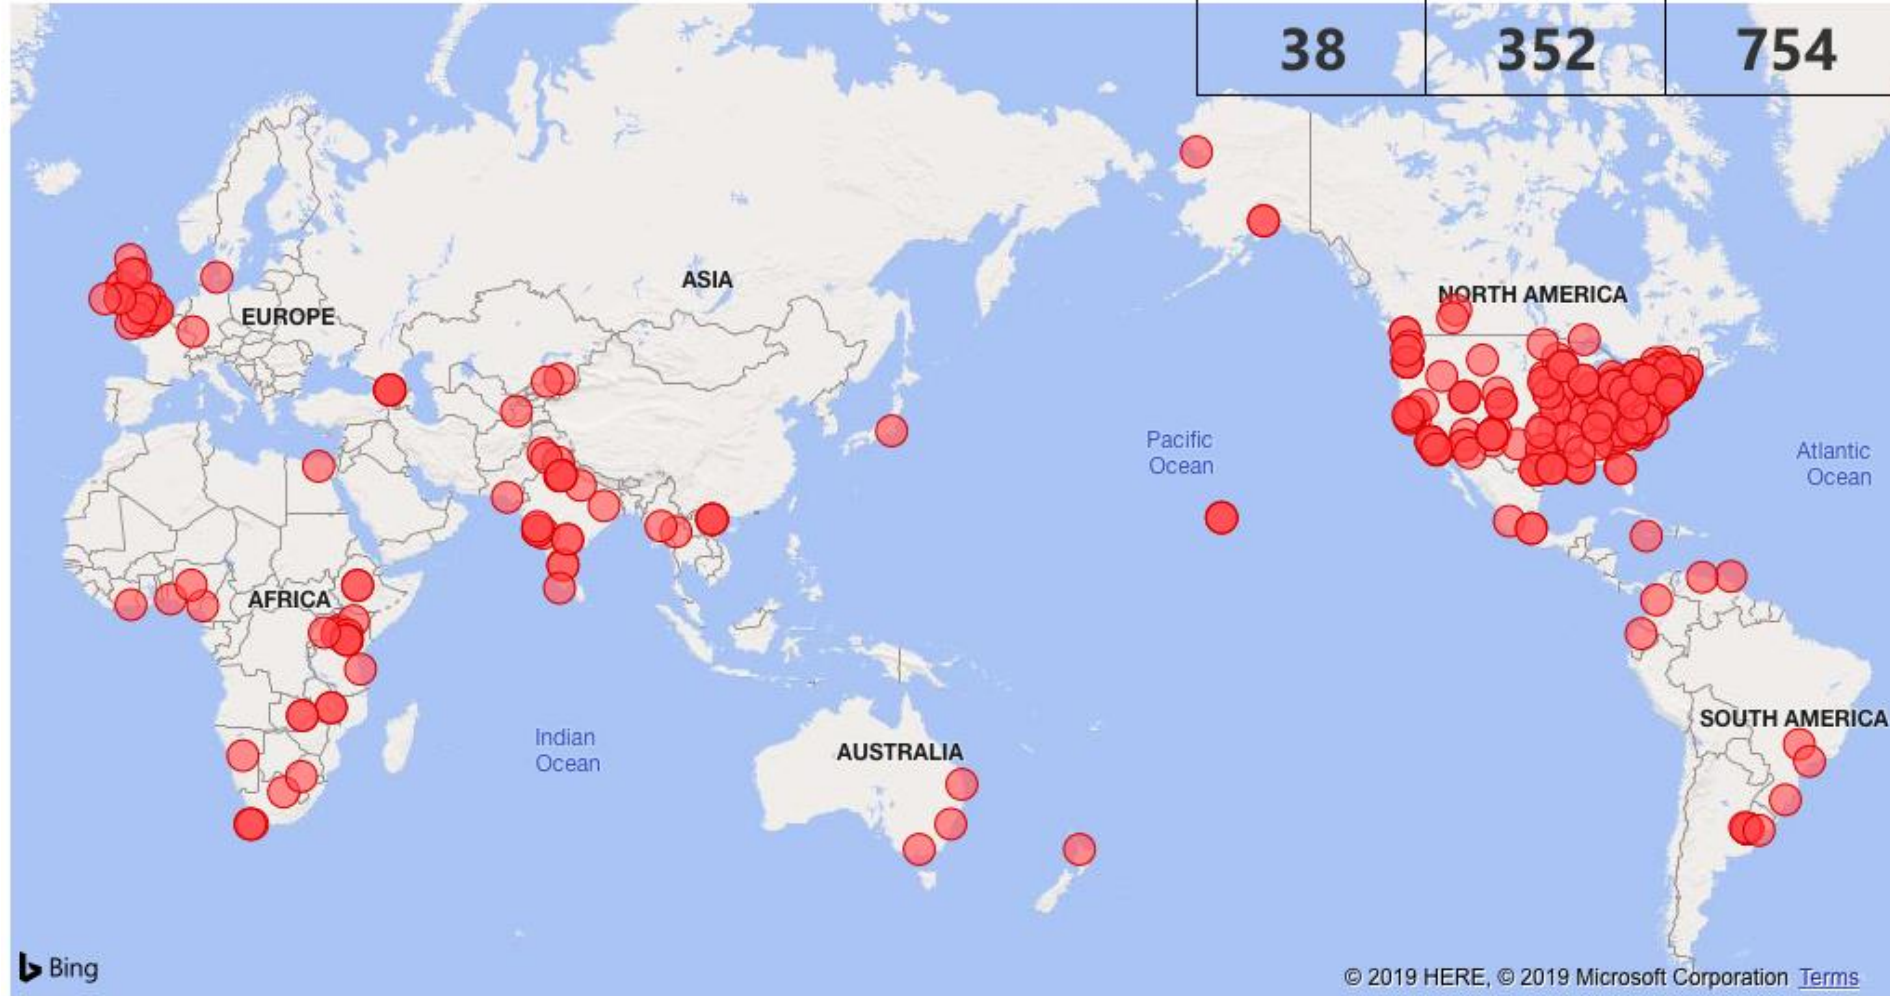 38 352 754
ASIA
NORTH AMERICA
EUROPE
Pacific
Ocean
Atlantic
Ocean
AFRICA
SOUTH AMERICA
Indian
Ocean
AUSTRALIA
Bing
© 2019 HERE, © 2019 Microsoft Corporation Terms